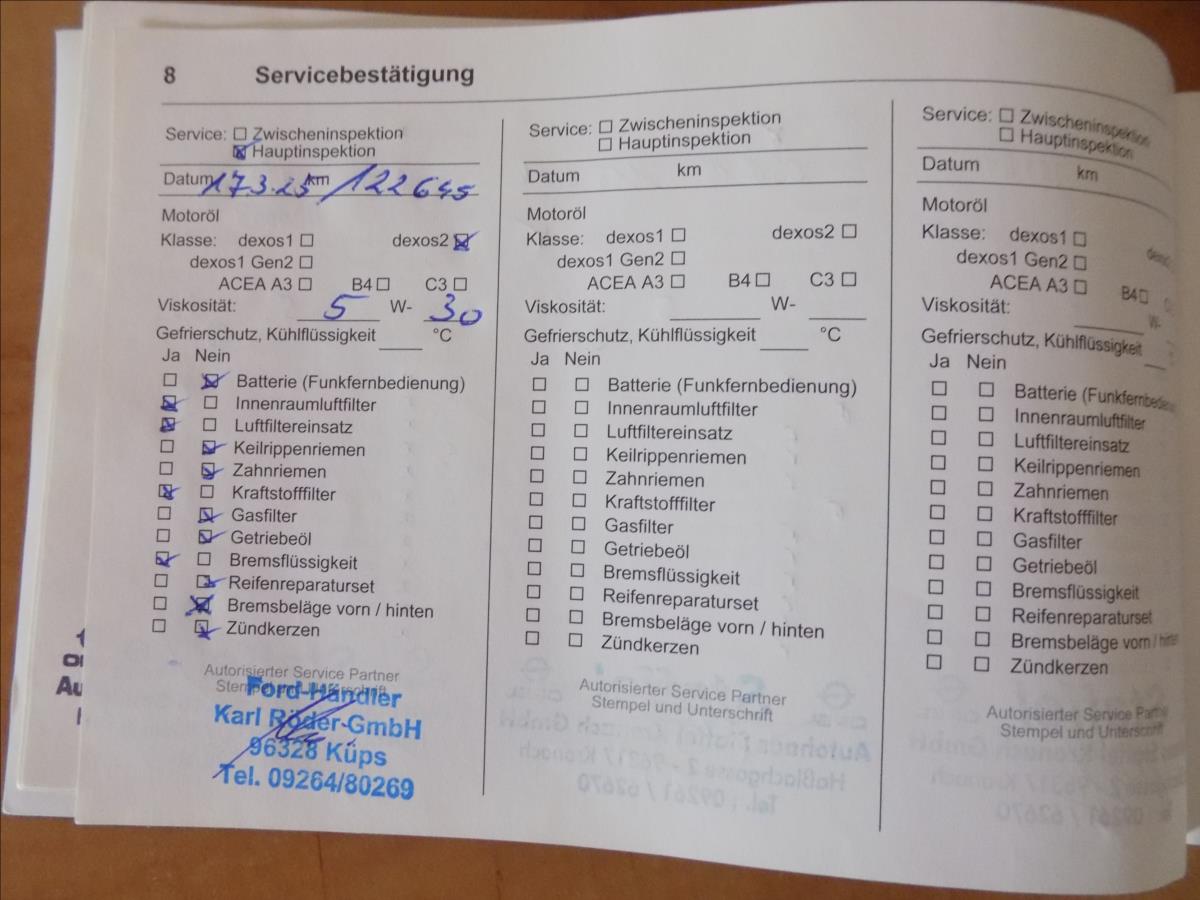 8 Servicebestätigung
Service: Zwischeninspektion
Hauptinspektion
Datum 17.3.25 km / 122645
Motoröl
Klasse: dexos1 dexos2
dexos1 Gen2
ACEA A3 B4 C3
Viskosität: 5 W- 30
Gefrierschutz, Kühlflüssigkeit °C
Ja Nein
Batterie (Funkfernbedienung)
Innenraumluftfilter
Luftfiltereinsatz
Keilrippenriemen
Zahnriemen
Kraftstofffilter
Gasfilter
Getriebeöl
Bremsflüssigkeit
Reifenreparaturset
Bremsbeläge vorn / hinten
Zündkerzen
Autorisierter Service Partner
Stempel und Unterschrift
Ford-Händler
Karl Röder-GmbH
96328 Küps
Tel. 09264/80269
Service: Zwischeninspektion
Hauptinspektion
Datum km
Motoröl
Klasse: dexos1 dexos2
dexos1 Gen2
ACEA A3 B4 C3
Viskosität: W-
Gefrierschutz, Kühlflüssigkeit °C
Ja Nein
Batterie (Funkfernbedienung)
Innenraumluftfilter
Luftfiltereinsatz
Keilrippenriemen
Zahnriemen
Kraftstofffilter
Gasfilter
Getriebeöl
Bremsflüssigkeit
Reifenreparaturset
Bremsbeläge vorn / hinten
Zündkerzen
Autorisierter Service Partner
Stempel und Unterschrift
Service: Zwischeninspektion
Hauptinspektion
Datum km
Motoröl
Klasse: dexos1
dexos1 Gen2
ACEA A3 B4
Viskosität: W-
Gefrierschutz, Kühlflüssigkeit
Ja Nein
Batterie (Funkfernbedie
Innenraumluftfilter
Luftfiltereinsatz
Keilrippenriemen
Zahnriemen
Kraftstofffilter
Gasfilter
Getriebeöl
Bremsflüssigkeit
Reifenreparaturset
Bremsbeläge vorn / hinten
Zündkerzen
Autorisierter Service Partn
Stempel und Unterschrift